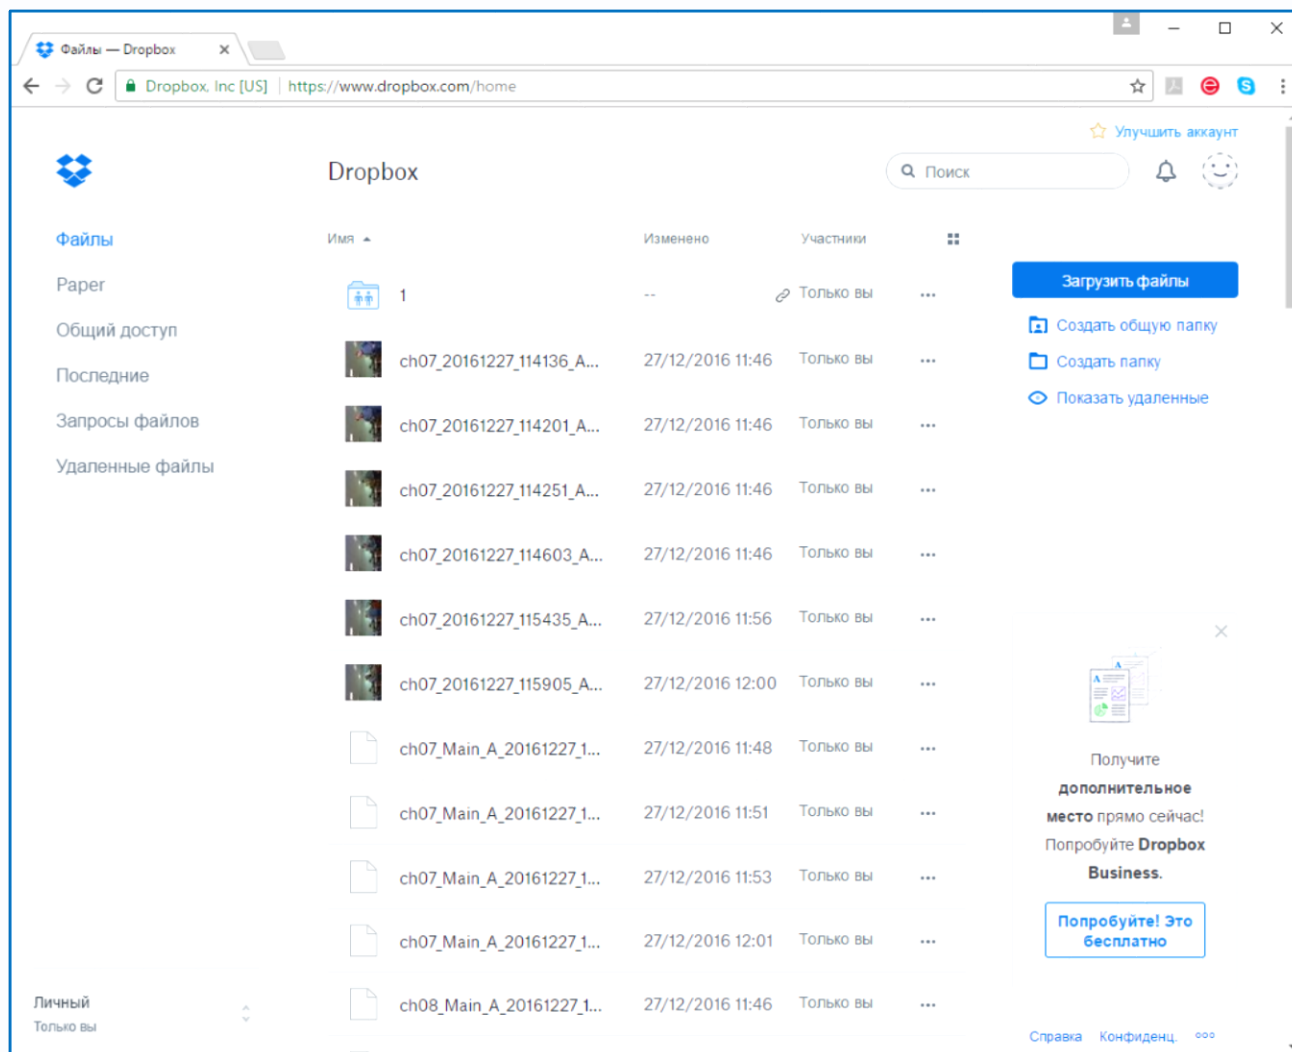 Файлы — Dropbox
Dropbox, Inc [US] https://www.dropbox.com/home
Улучшить аккаунт
Dropbox
Поиск
Файлы
Paper
Общий доступ
Последние
Запросы файлов
Удаленные файлы
Имя Изменено Участники
1 -- Только вы
ch07_20161227_114136_A... 27/12/2016 11:46 Только вы
ch07_20161227_114201_A... 27/12/2016 11:46 Только вы
ch07_20161227_114251_A... 27/12/2016 11:46 Только вы
ch07_20161227_114603_A... 27/12/2016 11:46 Только вы
ch07_20161227_115435_A... 27/12/2016 11:56 Только вы
ch07_20161227_115905_A... 27/12/2016 12:00 Только вы
ch07_Main_A_20161227_1... 27/12/2016 11:48 Только вы
ch07_Main_A_20161227_1... 27/12/2016 11:51 Только вы
ch07_Main_A_20161227_1... 27/12/2016 11:53 Только вы
ch07_Main_A_20161227_1... 27/12/2016 12:01 Только вы
ch08_Main_A_20161227_1... 27/12/2016 11:46 Только вы
Загрузить файлы
Создать общую папку
Создать папку
Показать удаленные
Получите
дополнительное
место прямо сейчас!
Попробуйте Dropbox
Business.
Попробуйте! Это
бесплатно
Личный
Только вы
Справка Конфиденц.